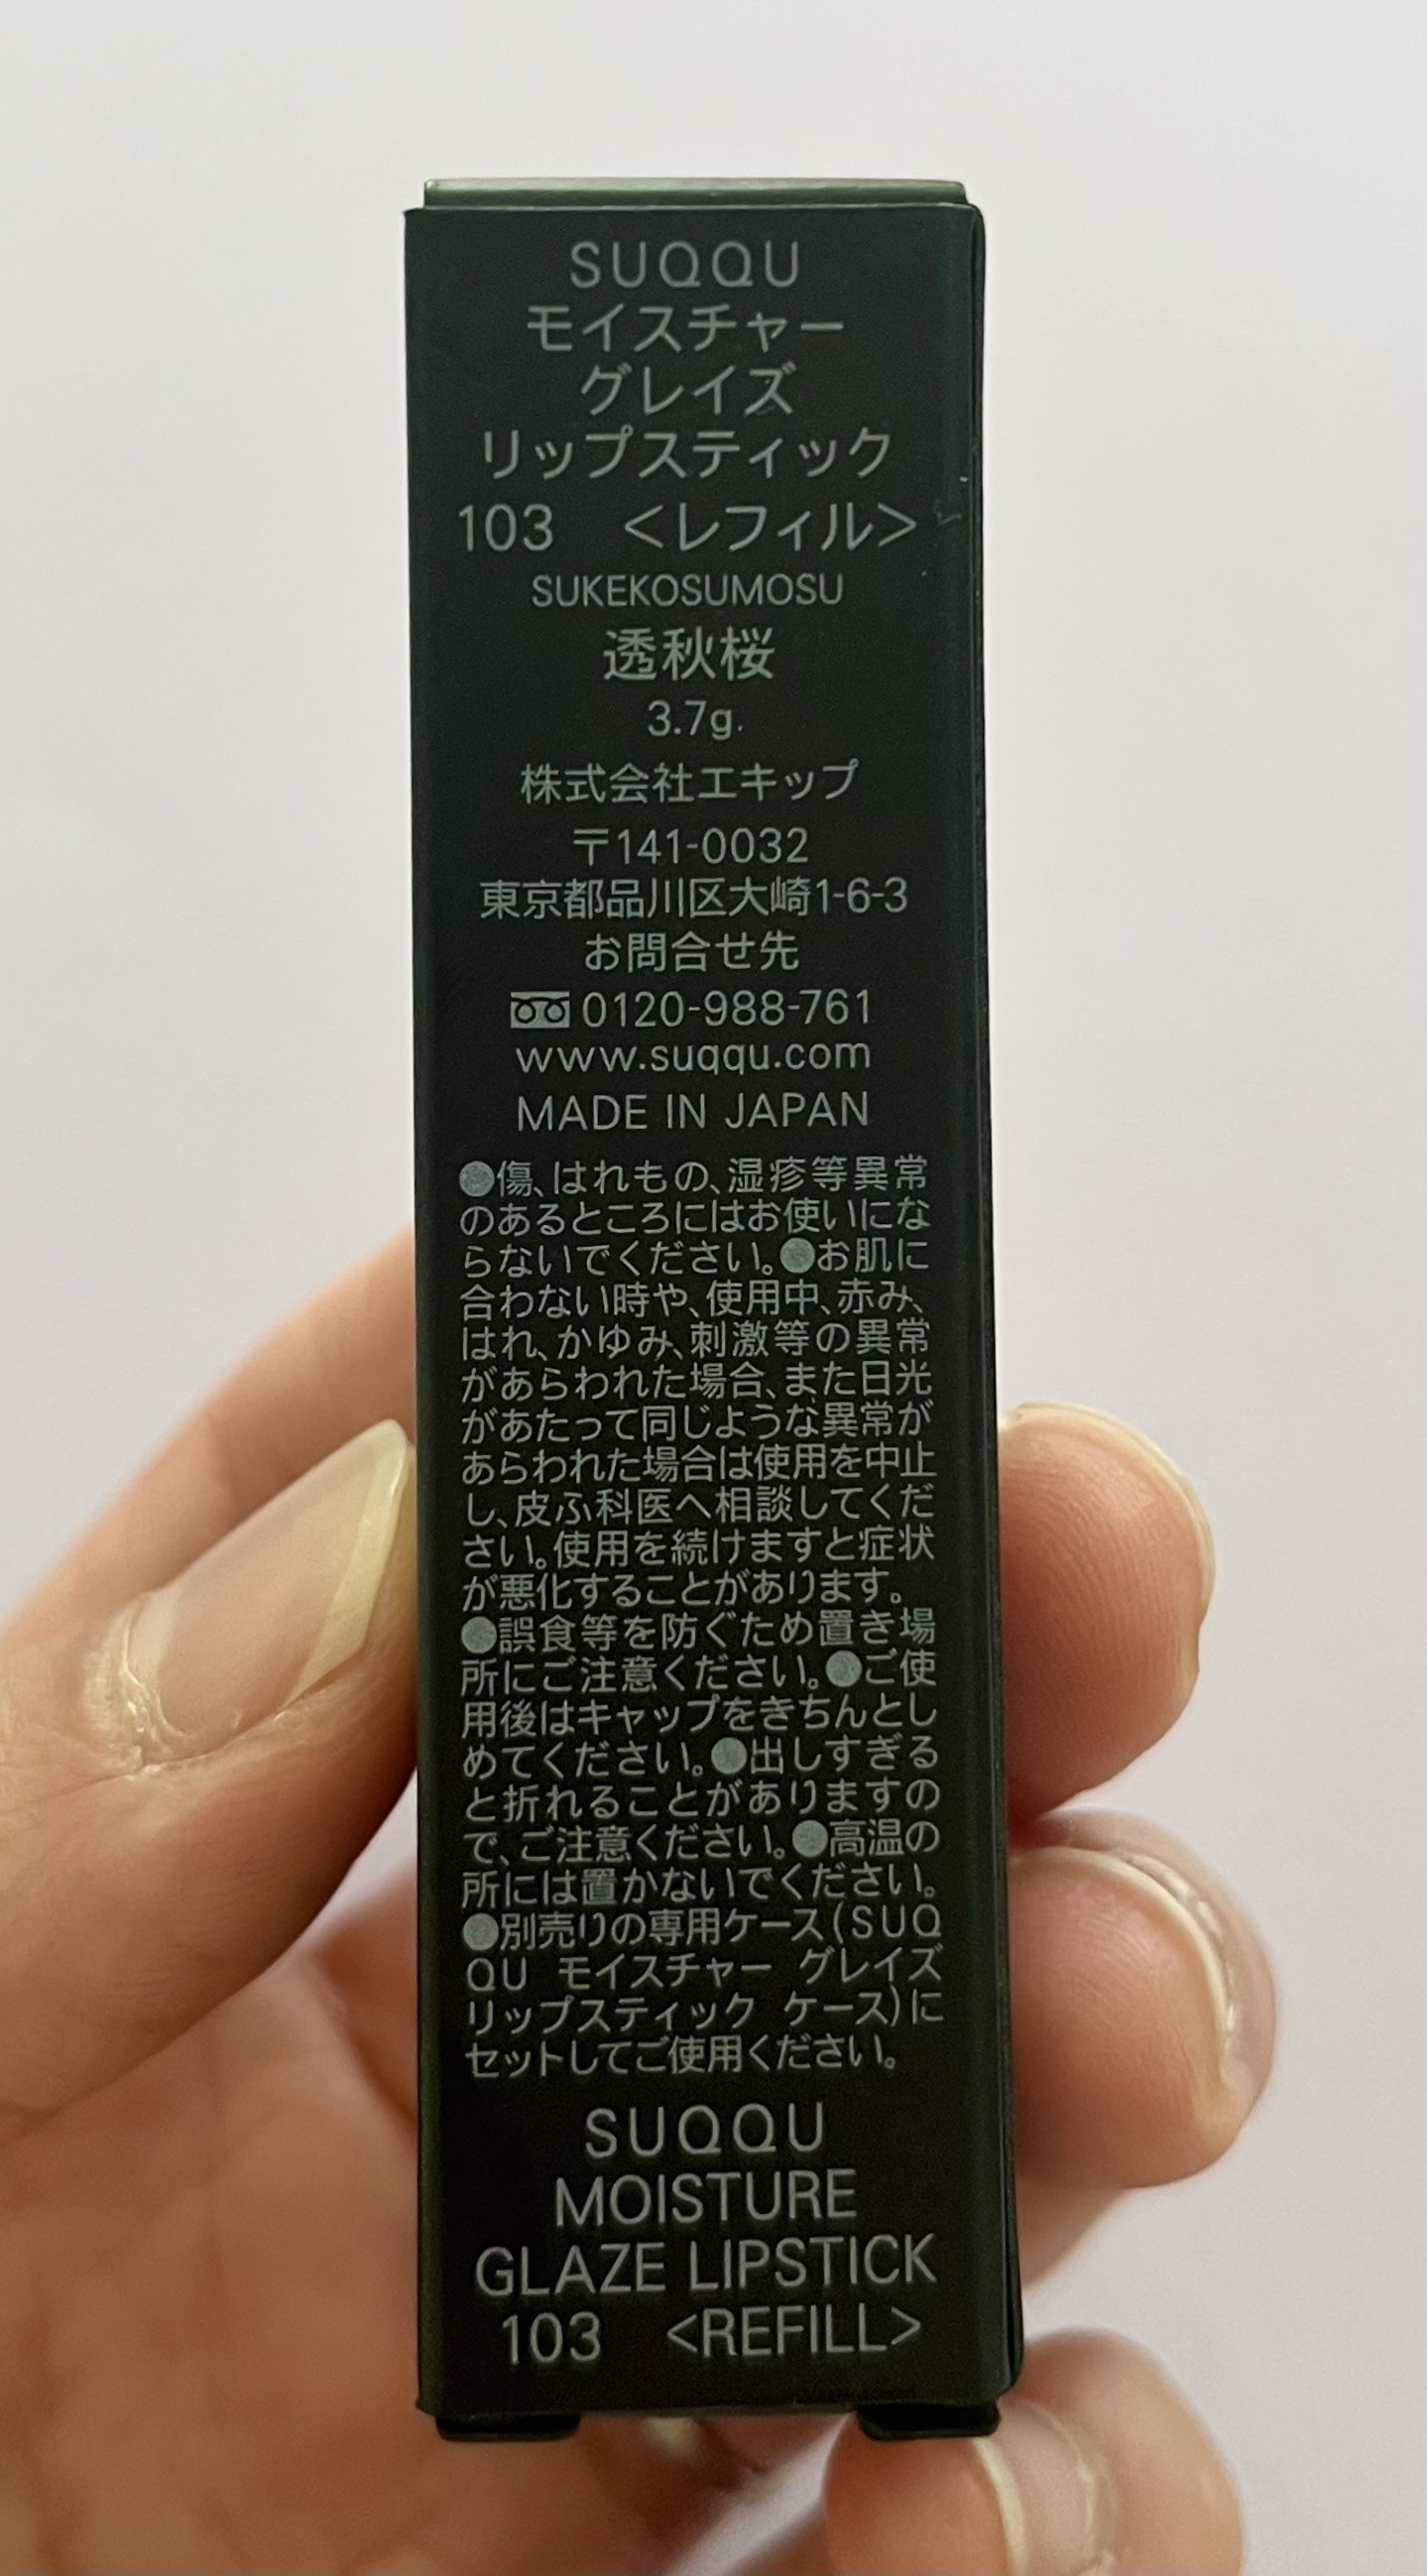 SUQQU
モイスチャー
グレイズ
リップスティック
103 <レフィル>
SUKEKOSUMOSU
透秋桜
3.7g
株式会社エキップ
〒141-0032
東京都品川区大崎1-6-3
お問合せ先
0120-988-761
www.suqqu.com
MADE IN JAPAN
●傷、はれもの、湿疹等異常
のあるところにはお使いにな
らないでください。●お肌に
合わない時や、使用中、赤み、
はれ、かゆみ、刺激等の異常
があらわれた場合、また日光
があたって同じような異常が
あらわれた場合は使用を中止
し、皮ふ科医へ相談してくだ
さい。使用を続けますと症状
が悪化することがあります。
●誤食等を防ぐため置き場
所にご注意ください。●ご使
用後はキャップをきちんとし
めてください。●出しすぎる
と折れることがありますの
で、ご注意ください。●高温の
所には置かないでください。
●別売りの専用ケース(SUQ
QU モイスチャー グレイズ
リップスティック ケース)に
セットしてご使用ください。
SUQQU
MOISTURE
GLAZE LIPSTICK
103 <REFILL>